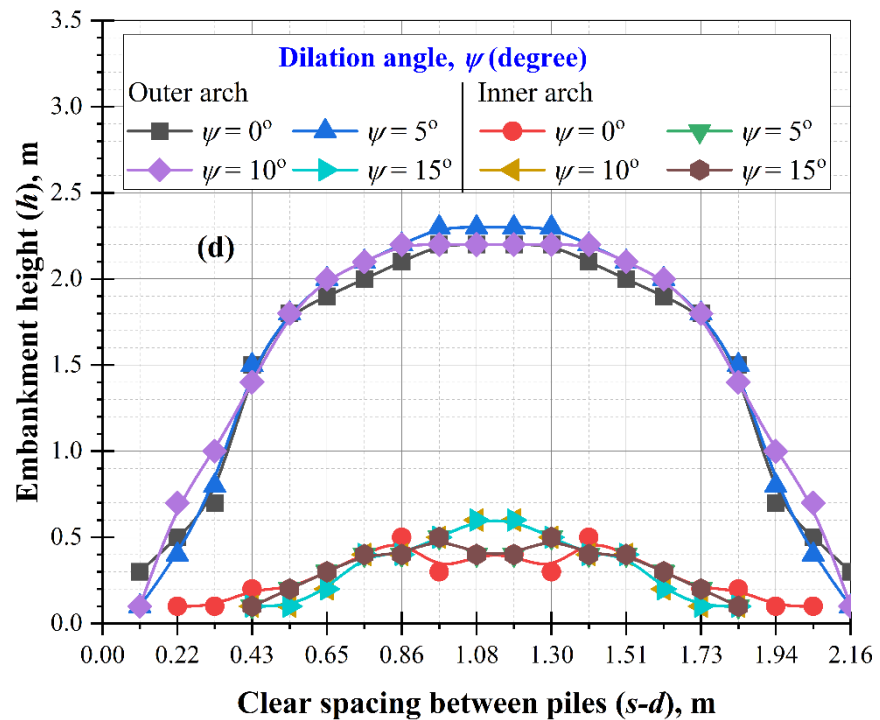 3.5
3.0
2.5
2.0
1.5
1.0
0.5
0.0
Embankment height (h), m
Dilation angle, ψ (degree)
Outer arch
ψ = 0° ψ = 5°
ψ = 10° ψ = 15°
Inner arch
ψ = 0° ψ = 5°
ψ = 10° ψ = 15°
(d)
0.00 0.22 0.43 0.65 0.86 1.08 1.30 1.51 1.73 1.94 2.16
Clear spacing between piles (s-d), m